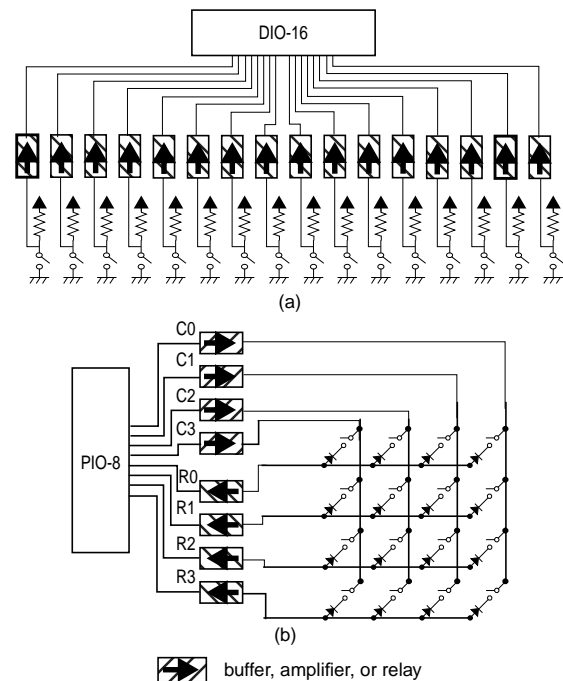 DIO-16
(a)
C0
C1
C2
C3
PIO-8
R0
R1
R2
R3
(b)
buffer, amplifier, or relay